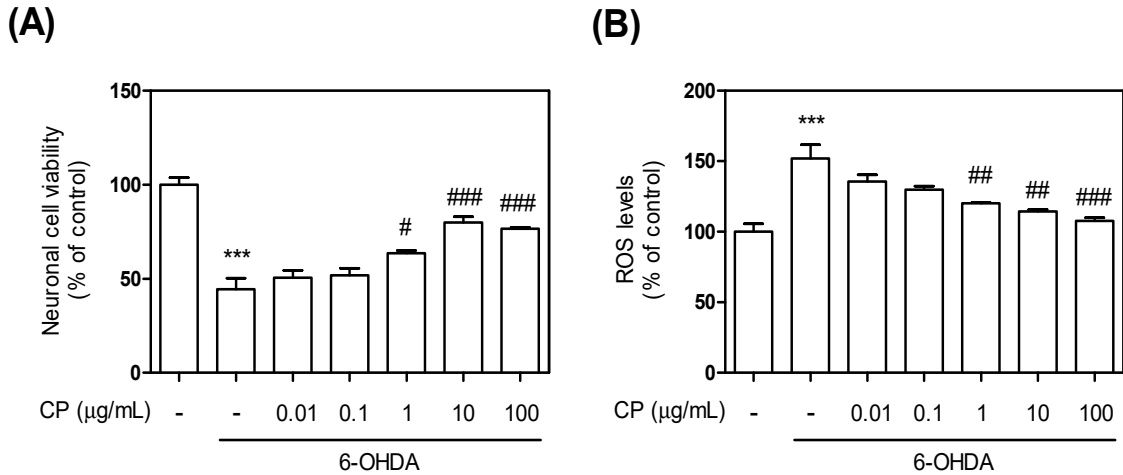 (A)
Neuronal cell viability
(% of control)
150
100
50
0
***
#
###
###
CP (μg/mL) - - 0.01 0.1 1 10 100
6-OHDA
(B)
ROS levels
(% of control)
200
150
100
50
0
***
##
##
###
CP (μg/mL) - - 0.01 0.1 1 10 100
6-OHDA